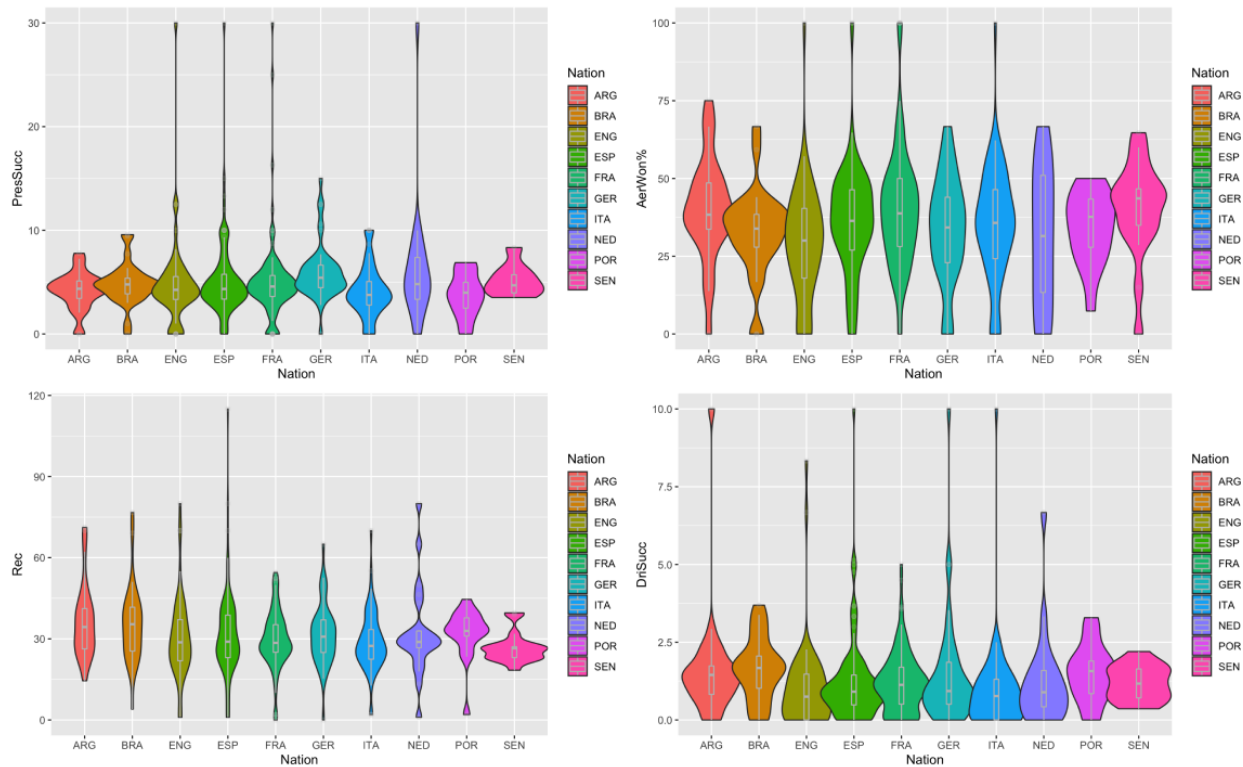 PresSucc
30
20
10
0
ARG BRA ENG ESP FRA GER ITA NED POR SEN
Nation
Nation
ARG
BRA
ENG
ESP
FRA
GER
ITA
NED
POR
SEN
AerWon%
100
75
50
25
0
ARG BRA ENG ESP FRA GER ITA NED POR SEN
Nation
Nation
ARG
BRA
ENG
ESP
FRA
GER
ITA
NED
POR
SEN
Rec
120
90
60
30
0
ARG BRA ENG ESP FRA GER ITA NED POR SEN
Nation
Nation
ARG
BRA
ENG
ESP
FRA
GER
ITA
NED
POR
SEN
DriSucc
10.0
7.5
5.0
2.5
0.0
ARG BRA ENG ESP FRA GER ITA NED POR SEN
Nation
Nation
ARG
BRA
ENG
ESP
FRA
GER
ITA
NED
POR
SEN